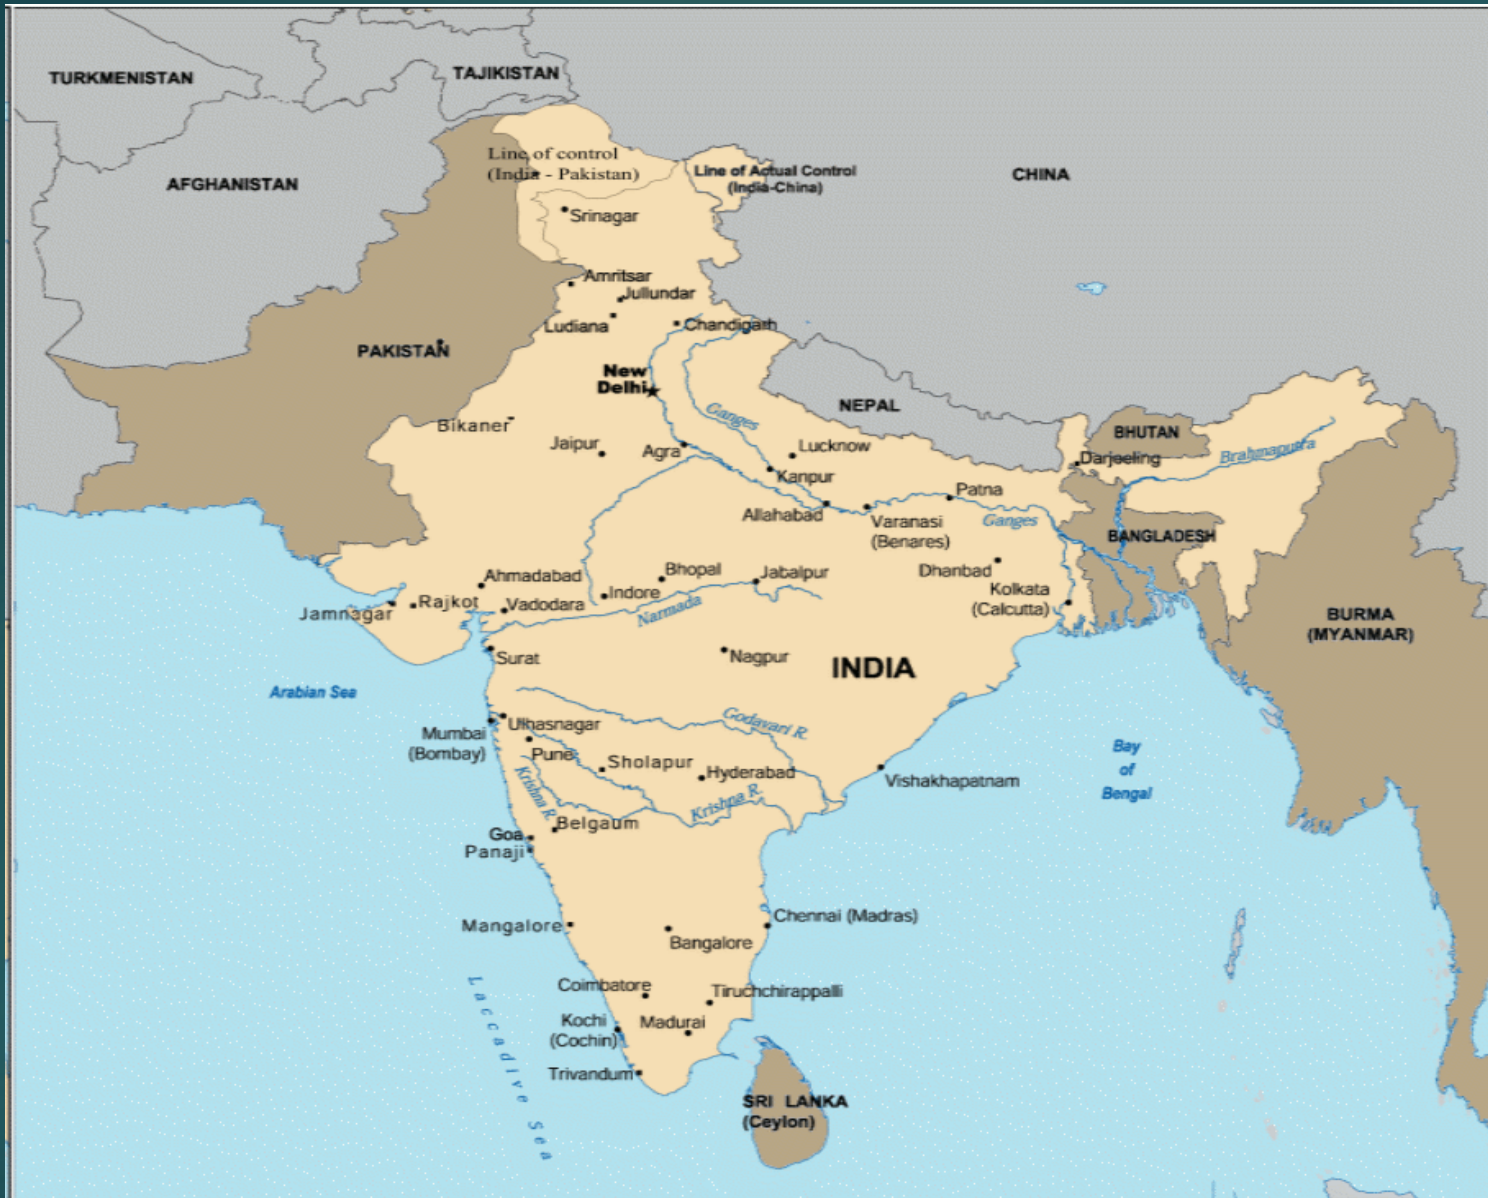 TURKMENISTAN
TAJIKISTAN
AFGHANISTAN
Line of control
(India - Pakistan)
Line of Actual Control
(India-China)
CHINA
Srinagar
Amritsar
Jullundar
Ludiana
Chandigarh
PAKISTAN
New
Delhi
NEPAL
BHUTAN
Ganges
Bikaner
Jaipur
Agra
Lucknow
Darjeeling
Brahmaputra
Kanpur
Patna
Allahabad
Varanasi
(Benares)
Ganges
BANGLADESH
Ahmadabad
Bhopal
Jabalpur
Dhanbad
Kolkata
(Calcutta)
Jamnagar
Rajkot
Vadodara
Indore
Narmada
BURMA
(MYANMAR)
Surat
Nagpur
INDIA
Arabian Sea
Ulhasnagar
Godavari R.
Mumbai
(Bombay)
Pune
Sholapur
Hyderabad
Vishakhapatnam
Bay
of
Bengal
Krishna R.
Krishna R.
Belgaum
Goa
Panaji
Mangalore
Bangalore
Chennai (Madras)
Laccadive Sea
Coimbatore
Tiruchchirappalli
Kochi
(Cochin)
Madurai
Trivandum
SRI LANKA
(Ceylon)